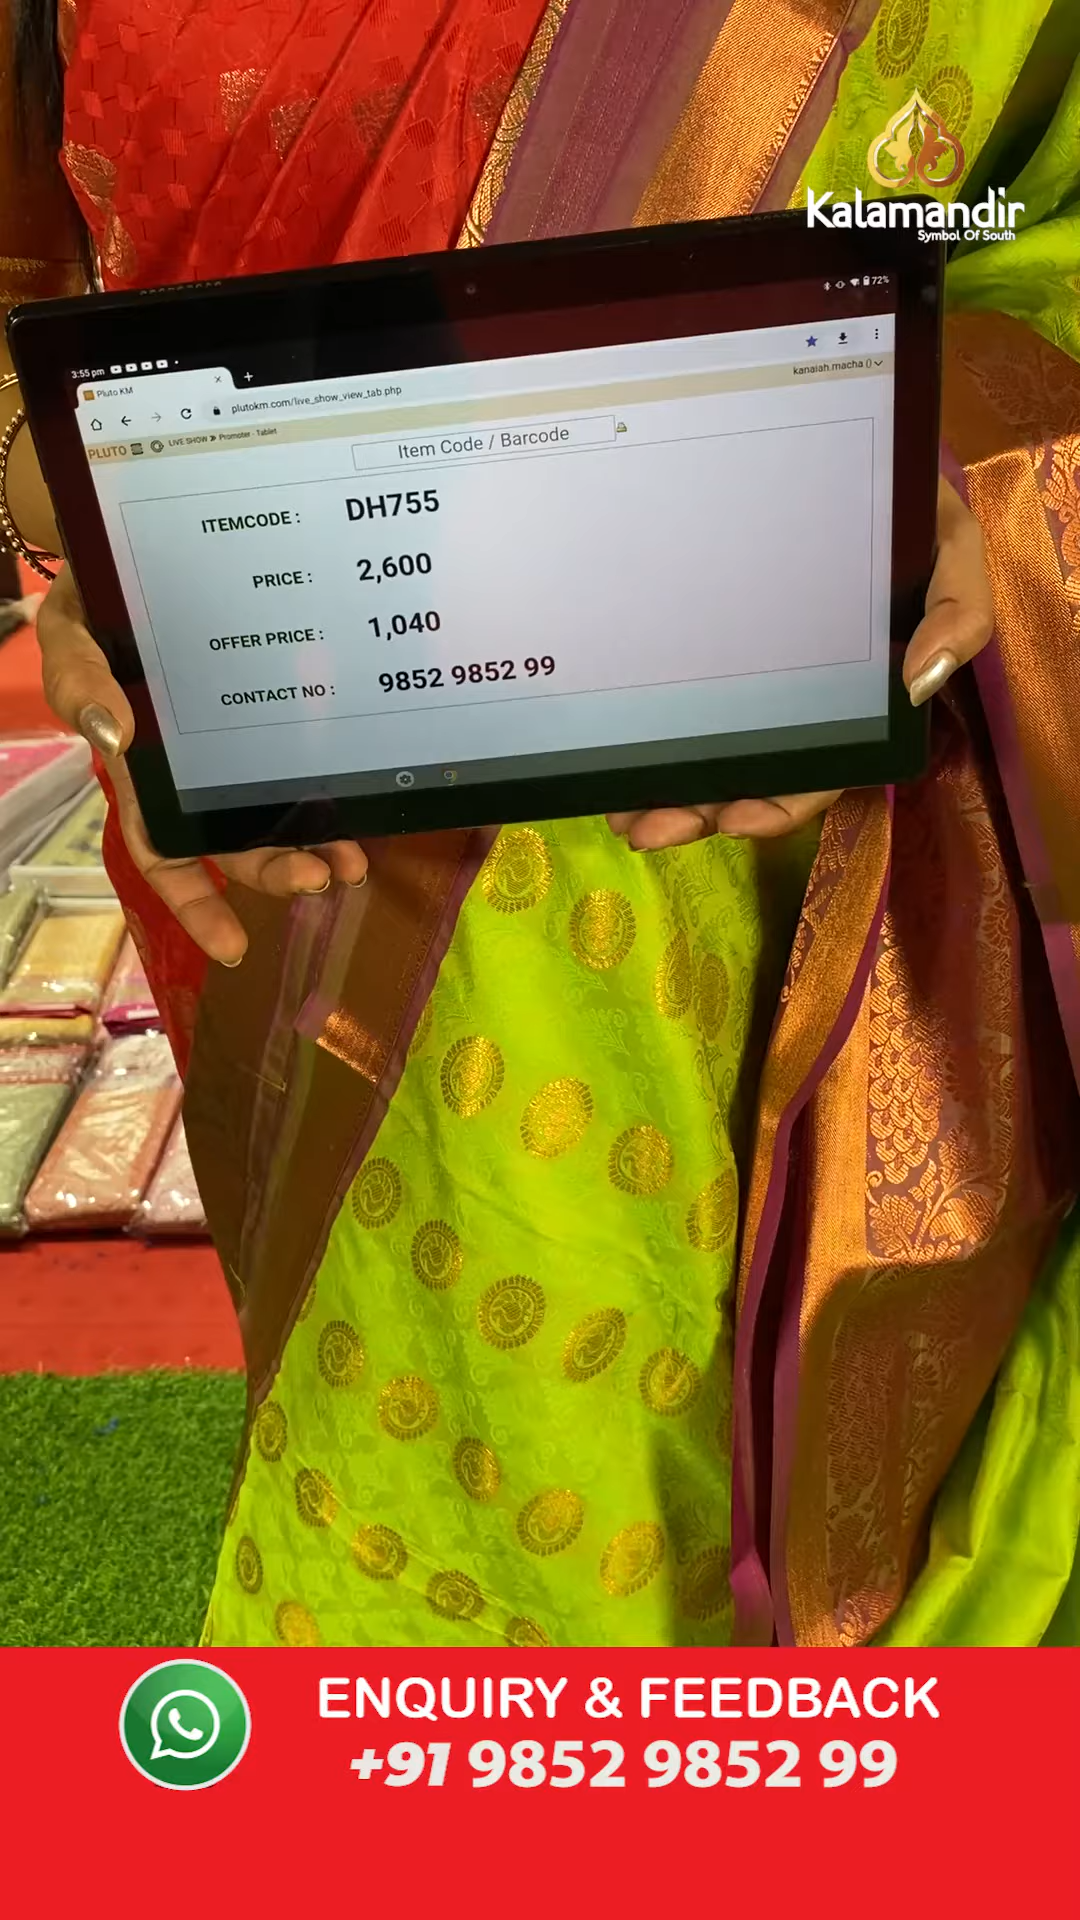 Kalamandir
Symbol Of South
72%
3:55 pm
Pluto KM
plutokm.com/live_show_view_tab.php
kanaiah.macha ()
PLUTO
LIVE SHOW » Promoter - Tablet
Item Code / Barcode
ITEMCODE : DH755
PRICE : 2,600
OFFER PRICE : 1,040
CONTACT NO : 9852 9852 99
ENQUIRY & FEEDBACK
+91 9852 9852 99